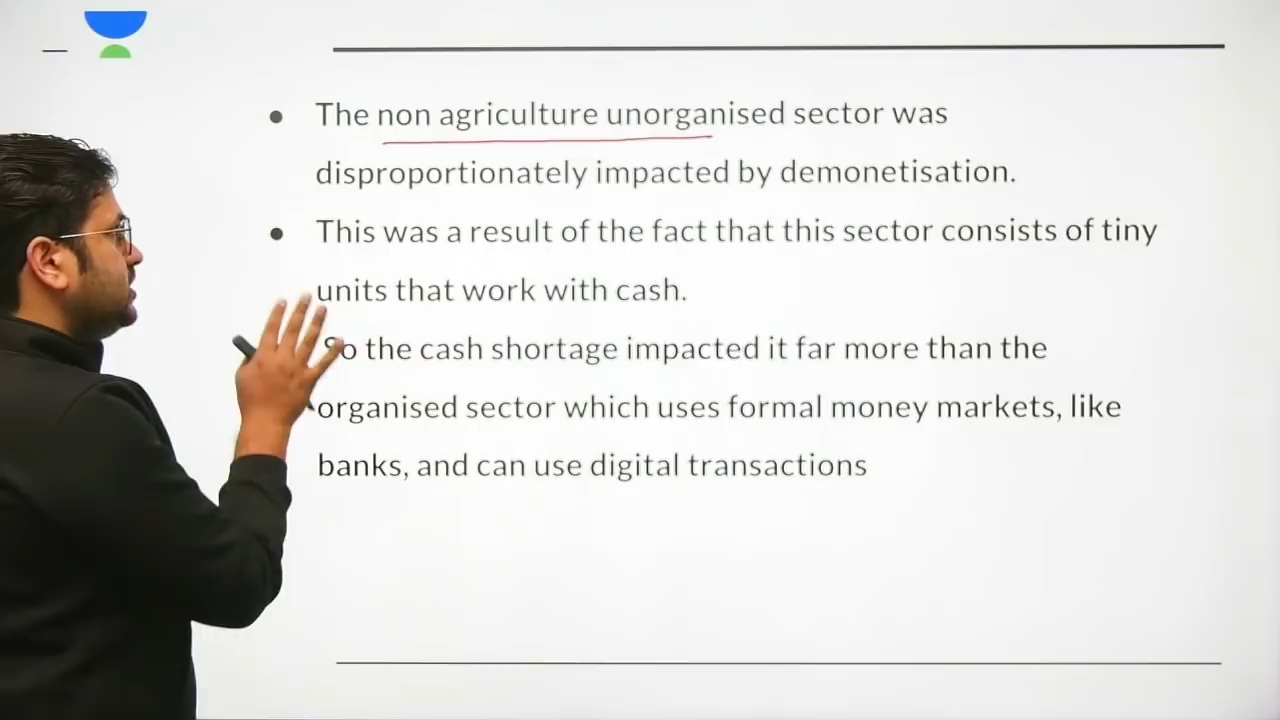 The non agriculture unorganised sector was
disproportionately impacted by demonetisation.
This was a result of the fact that this sector consists of tiny
units that work with cash.
So the cash shortage impacted it far more than the
organised sector which uses formal money markets, like
banks, and can use digital transactions